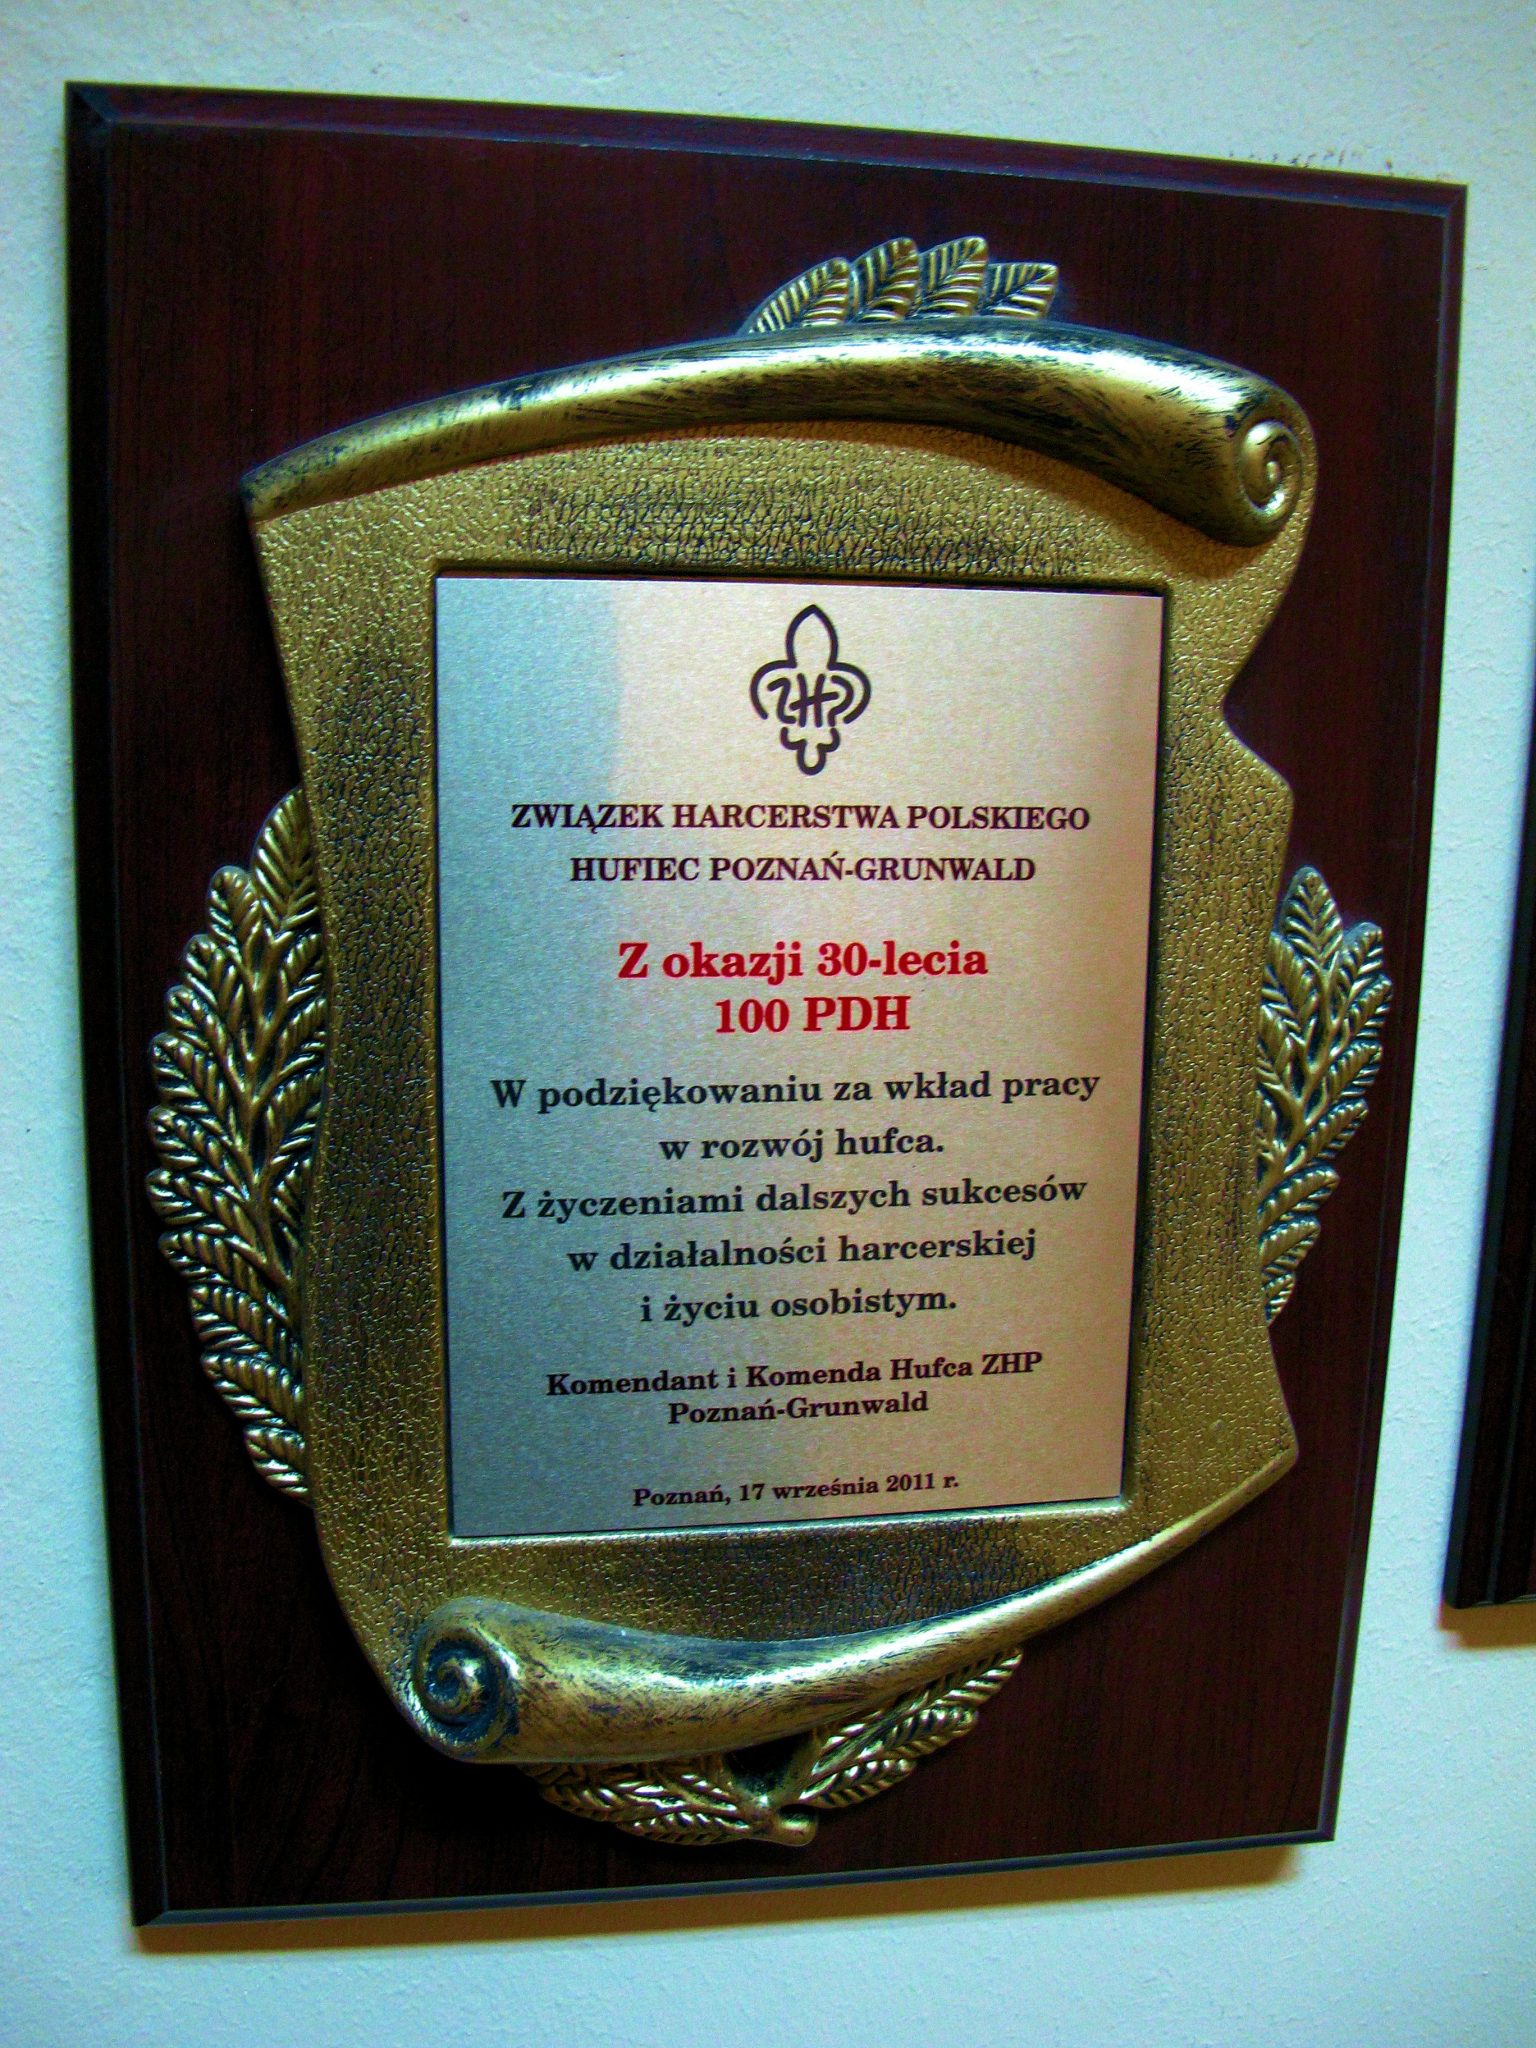 ZHP
ZWIĄZEK HARCERSTWA POLSKIEGO
HUFIEC POZNAŃ-GRUNWALD
Z okazji 30-lecia
100 PDH
W podziękowaniu za wkład pracy
w rozwój hufca.
Z życzeniami dalszych sukcesów
w działalności harcerskiej
i życiu osobistym.
Komendant i Komenda Hufca ZHP
Poznań-Grunwald
Poznań, 17 września 2011 r.